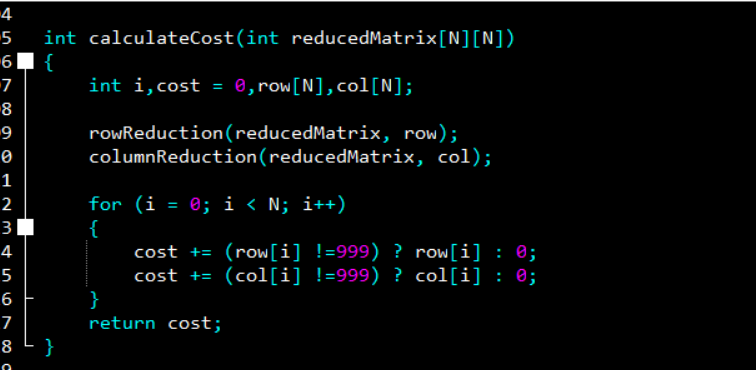 4
5 int calculateCost(int reducedMatrix[N][N])
6 {
7 int i,cost = 0,row[N],col[N];
8
9 rowReduction(reducedMatrix, row);
0 columnReduction(reducedMatrix, col);
1
2 for (i = 0; i < N; i++)
3 {
4 cost += (row[i] !=999) ? row[i] : 0;
5 cost += (col[i] !=999) ? col[i] : 0;
6 }
7 return cost;
8 }
9